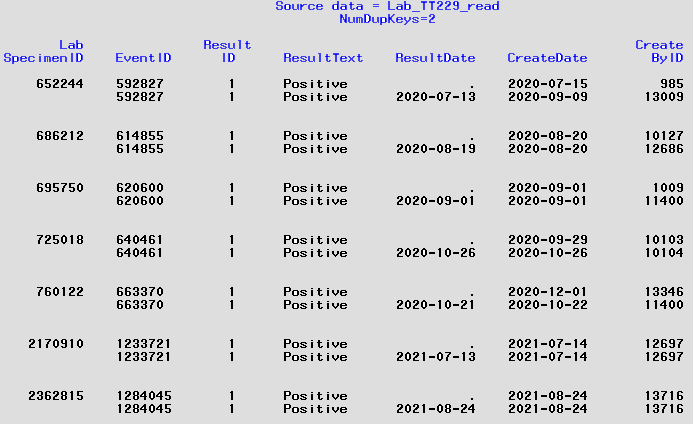 Source data = Lab_TT229_read
NumDupKeys=2
Lab Result Create
SpecimenID EventID ID ResultText ResultDate CreateDate ByID
652244 592827 1 Positive . 2020-07-15 985
592827 1 Positive 2020-07-13 2020-09-09 13009
686212 614855 1 Positive . 2020-08-20 10127
614855 1 Positive 2020-08-19 2020-08-20 12686
695750 620600 1 Positive . 2020-09-01 1009
620600 1 Positive 2020-09-01 2020-09-01 11400
725018 640461 1 Positive . 2020-09-29 10103
640461 1 Positive 2020-10-26 2020-10-26 10104
760122 663370 1 Positive . 2020-12-01 13346
663370 1 Positive 2020-10-21 2020-10-22 11400
2170910 1233721 1 Positive . 2021-07-14 12697
1233721 1 Positive 2021-07-13 2021-07-14 12697
2362815 1284045 1 Positive . 2021-08-24 13716
1284045 1 Positive 2021-08-24 2021-08-24 13716